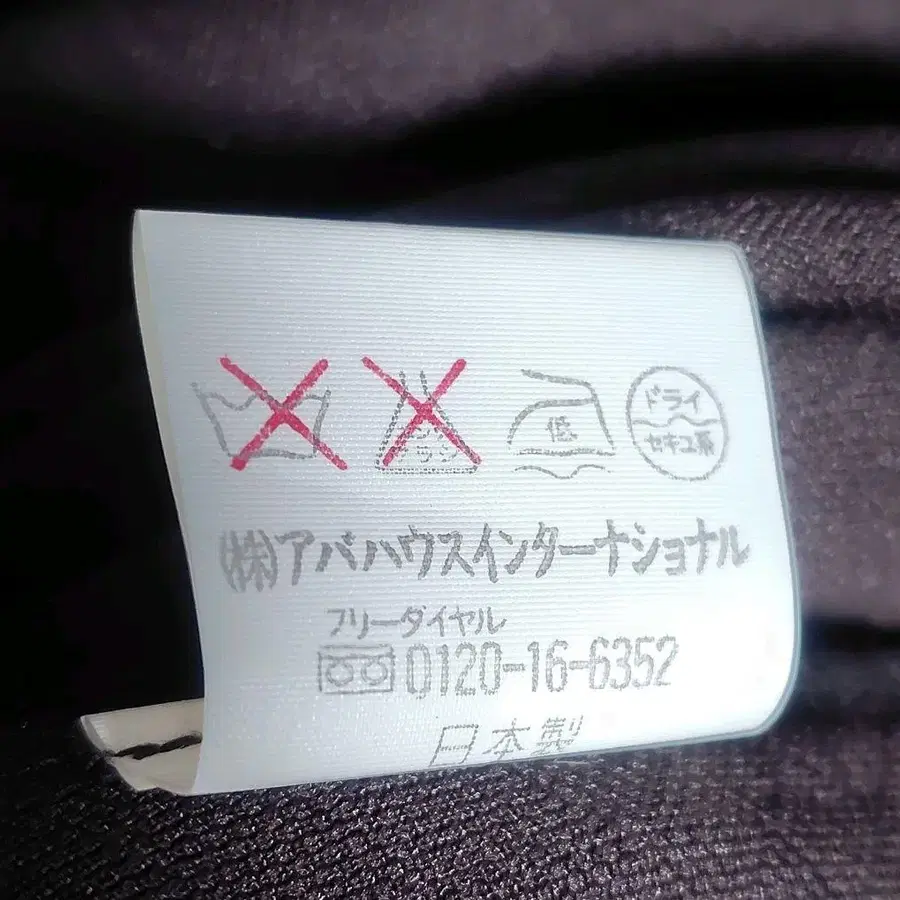 低 ドライ
セキユ系
(株)アバハウスインターナショナル
フリーダイヤル
0120-16-6352
日本製